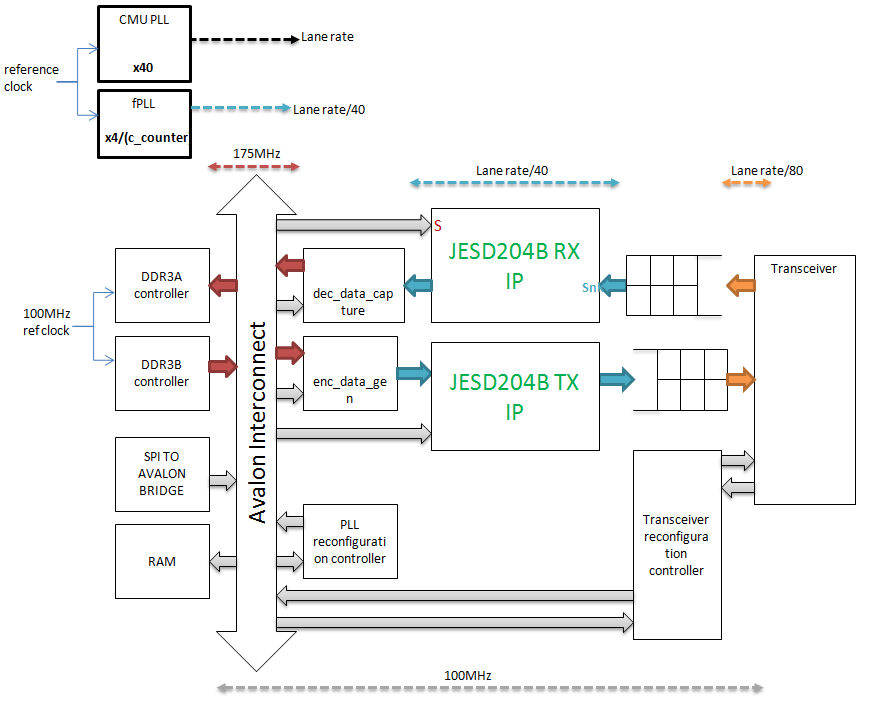 CMU PLL
x40
Lane rate
reference
clock
fPLL
x4/(c_counter
Lane rate/40
175MHz
Lane rate/40
Lane rate/80
S
JESD204B RX
IP
Sn
Transceiver
DDR3A
controller
dec_data_cap
ture
100MHz
ref clock
DDR3B
controller
enc_data_ge
n
JESD204B TX
IP
Avalon Interconnect
SPI TO
AVALON
BRIDGE
RAM
PLL
reconfigurati
on controller
Transceiver
reconfigura
tion
controller
100MHz